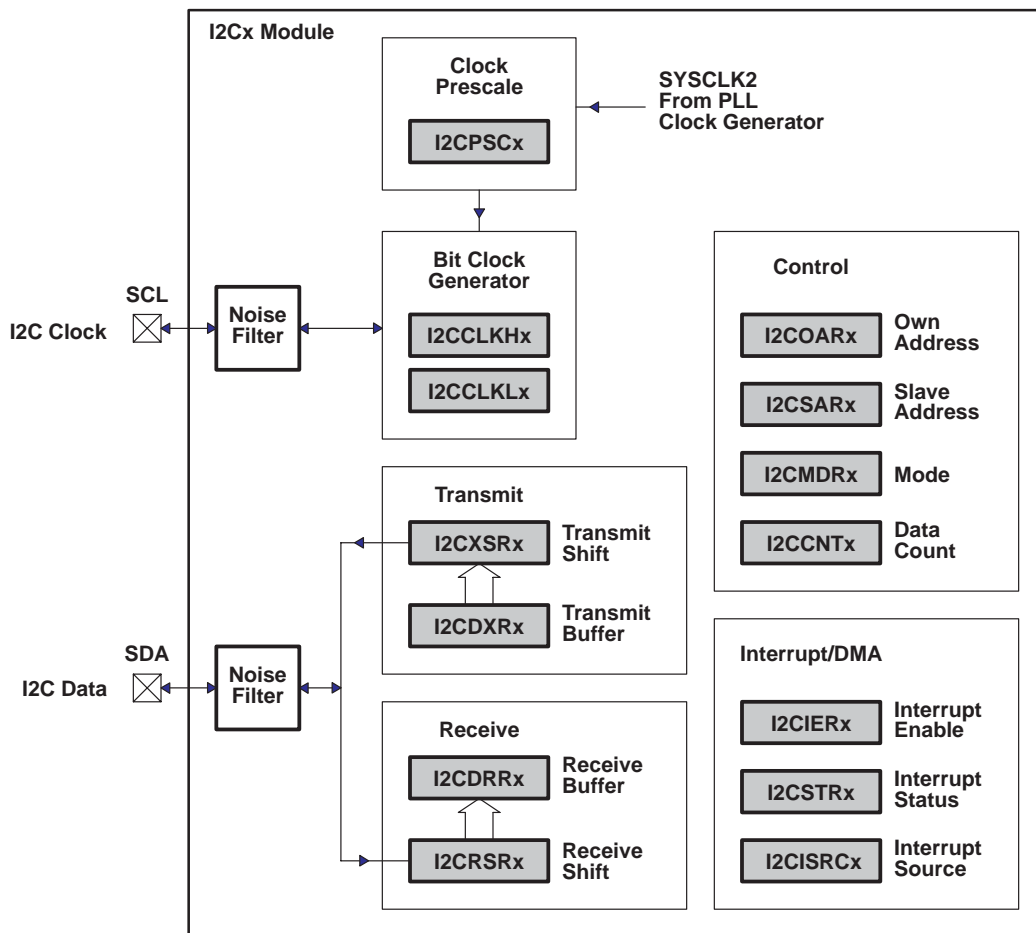 I2Cx Module
Clock
Prescale
I2CPSCx
SYSCLK2
From PLL
Clock Generator
Bit Clock
Generator
I2CCLKHx
I2CCLKLx
SCL
I2C Clock
Noise
Filter
Control
I2COARx
Own
Address
I2CSARx
Slave
Address
I2CMDRx
Mode
I2CCNTx
Data
Count
Transmit
I2CXSRx
Transmit
Shift
I2CDXRx
Transmit
Buffer
SDA
I2C Data
Noise
Filter
Receive
I2CDRRx
Receive
Buffer
I2CRSRx
Receive
Shift
Interrupt/DMA
I2CIERx
Interrupt
Enable
I2CSTRx
Interrupt
Status
I2CISRCx
Interrupt
Source